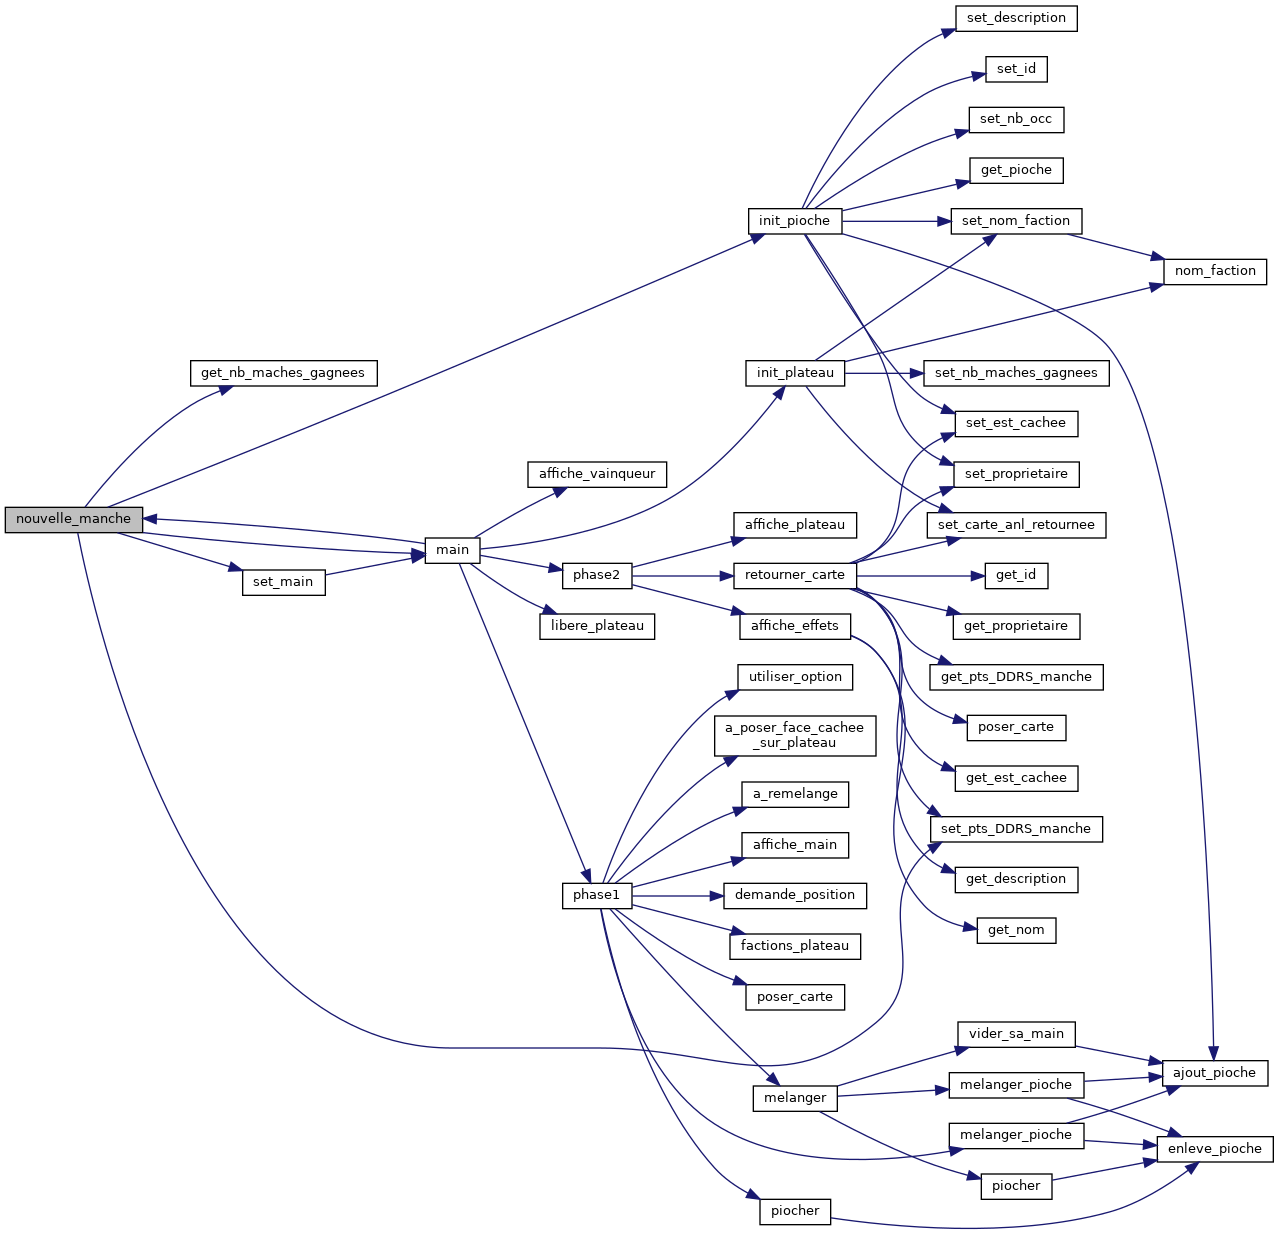 set_description
set_id
set_nb_occ
get_pioche
init_pioche
set_nom_faction
nom_faction
get_nb_maches_gagnees
init_plateau
set_nb_maches_gagnees
set_est_cachee
affiche_vainqueur
set_proprietaire
nouvelle_manche
affiche_plateau
set_carte_anl_retournee
main
set_main
phase2
retourner_carte
get_id
libere_plateau
affiche_effets
get_proprietaire
utiliser_option
get_pts_DDRS_manche
a_poser_face_cachee
_sur_plateau
poser_carte
a_remelange
get_est_cachee
affiche_main
set_pts_DDRS_manche
phase1
demande_position
get_description
factions_plateau
get_nom
poser_carte
vider_sa_main
ajout_pioche
melanger
melanger_pioche
melanger_pioche
enleve_pioche
piocher
piocher